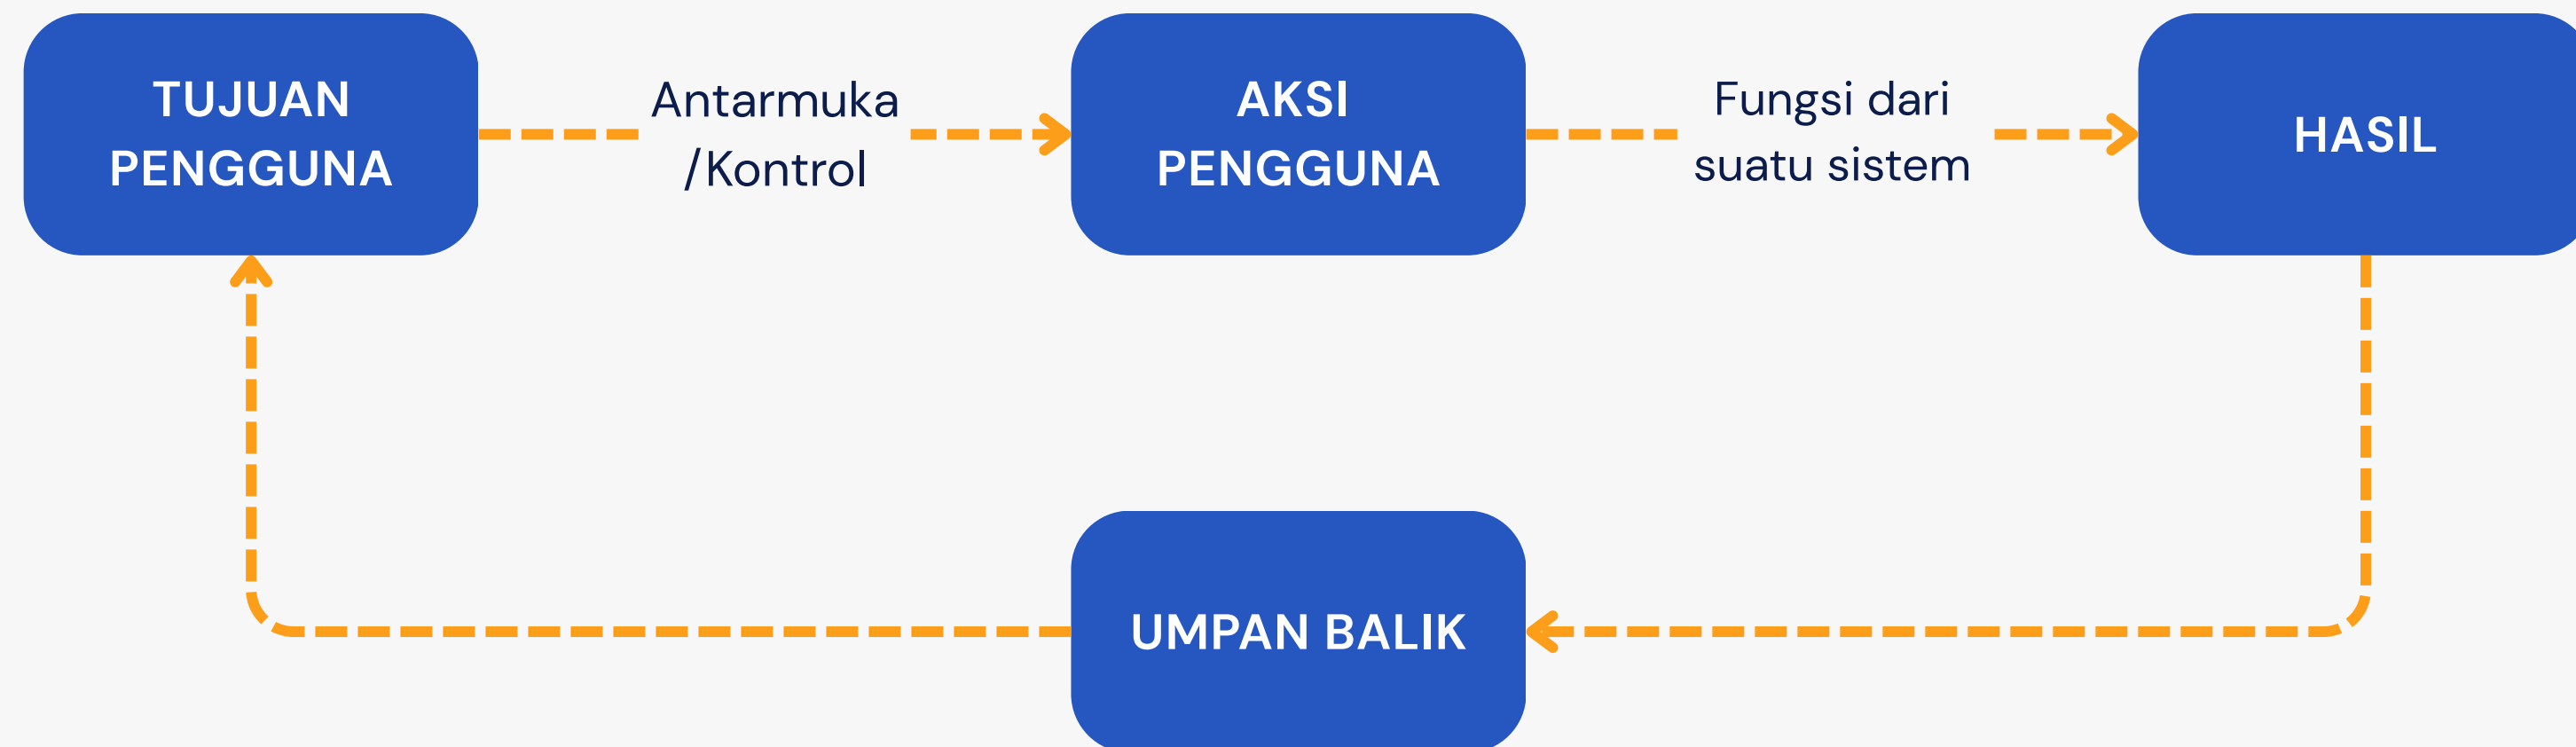 TUJUAN
PENGGUNA
Antarmuka
/Kontrol
AKSI
PENGGUNA
Fungsi dari
suatu sistem
HASIL
UMPAN BALIK